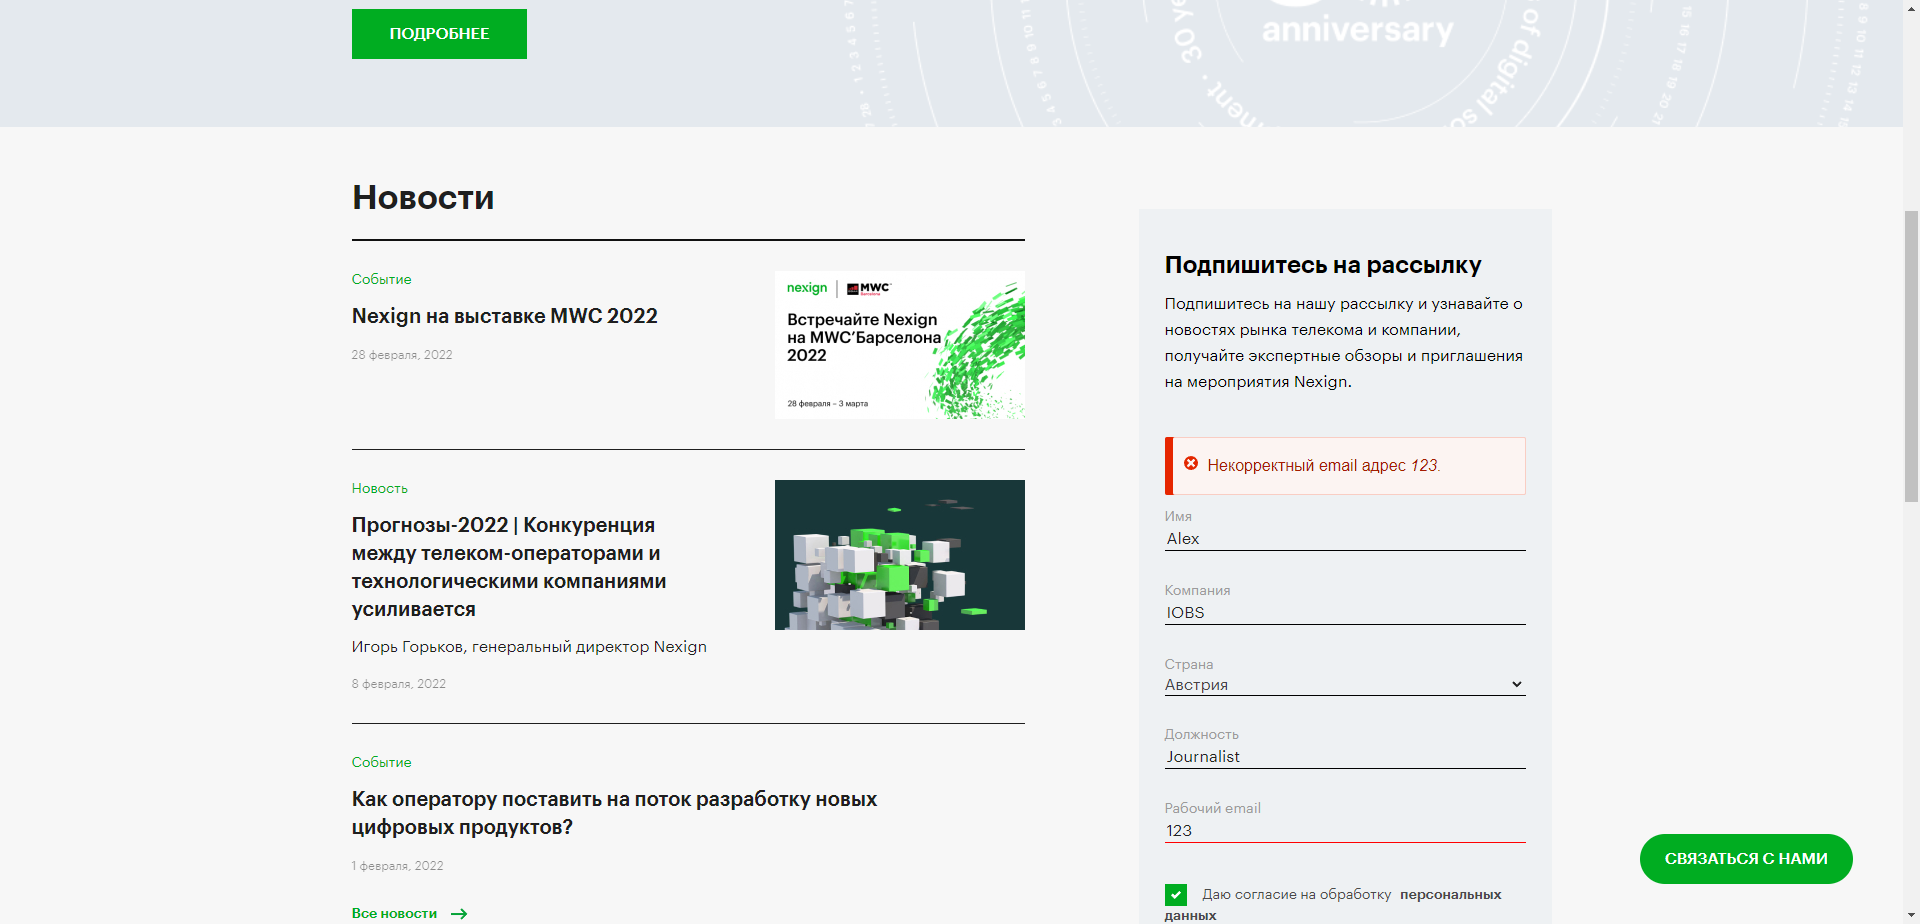 ПОДРОБНЕЕ
anniversary
30 ye
of digital so
Новости
Событие
Nexign на выставке MWC 2022
28 февраля, 2022
nexign | MWC
Barcelona
Встречайте Nexign
на MWC’Барселона
2022
28 февраля – 3 марта
Новость
Прогнозы-2022 | Конкуренция
между телеком-операторами и
технологическими компаниями
усиливается
Игорь Горьков, генеральный директор Nexign
8 февраля, 2022
Событие
Как оператору поставить на поток разработку новых
цифровых продуктов?
1 февраля, 2022
Все новости
Подпишитесь на рассылку
Подпишитесь на нашу рассылку и узнавайте о
новостях рынка телекома и компании,
получайте экспертные обзоры и приглашения
на мероприятия Nexign.
Некорректный email адрес 123.
Имя
Alex
Компания
IOBS
Страна
Австрия
Должность
Journalist
Рабочий email
123
Даю согласие на обработку персональных
данных
СВЯЗАТЬСЯ С НАМИ